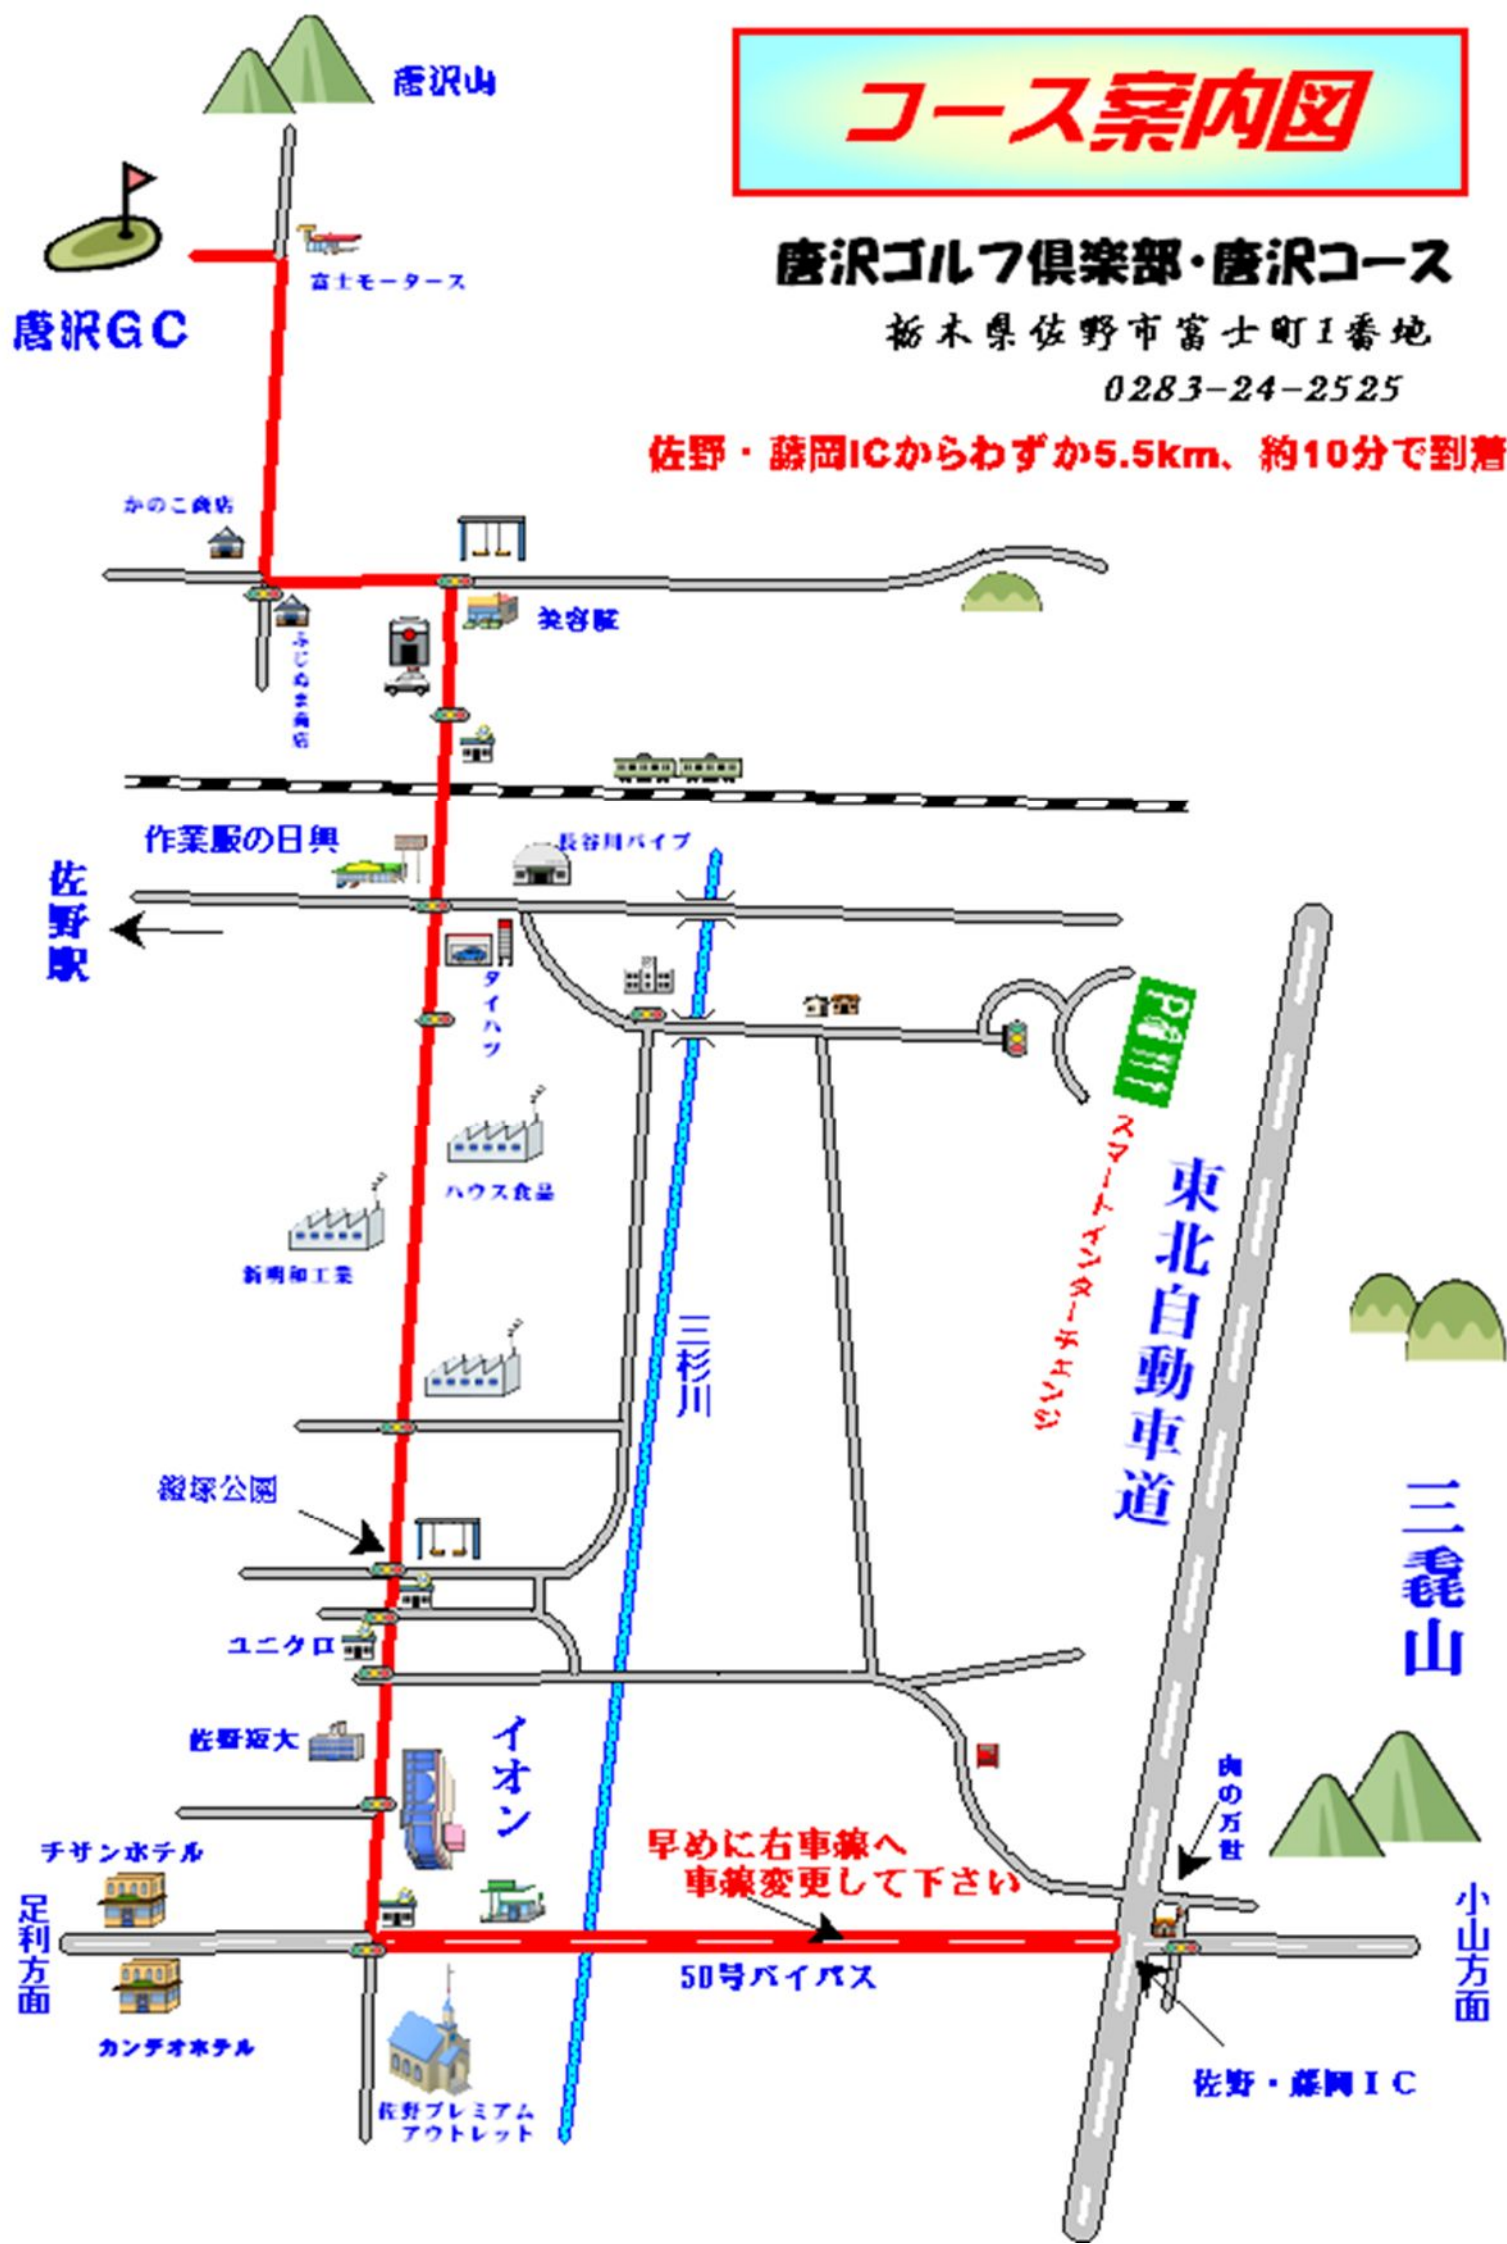 コース案内図
唐沢山
唐沢ゴルフ倶楽部・唐沢コース
富士モータース
唐沢GC
栃木県佐野市富士町1番地
0283-24-2525
佐野・藤岡ICからわずか5.5km、約10分で到着
かのこ商店
美容院
ふじぬま商店
作業服の日興
長谷川パイプ
佐野駅
タイハツ
スマートインターチェンジ
ハウス食品
東北自動車道
新明和工業
三杉川
三毳山
ユニクロ
佐野短大
イオン
肉の万世
早めに右車線へ
車線変更して下さい
チサンホテル
足利方面
小山方面
50号バイパス
カンデオホテル
佐野・藤岡IC
佐野プレミアム
アウトレット